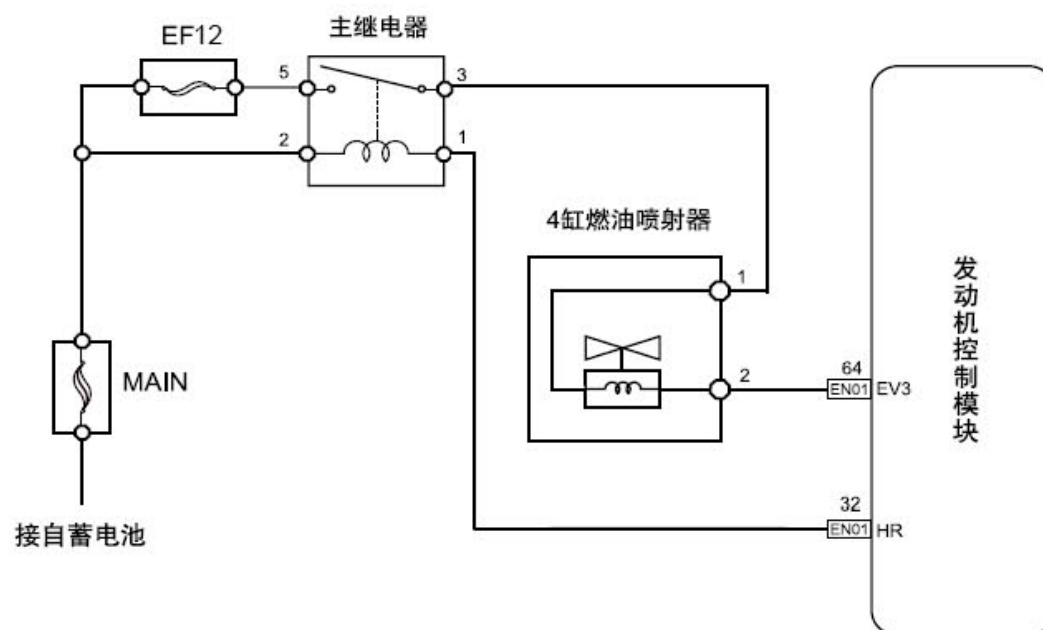 EF12
主继电器
5
3
2
1
4缸燃油喷射器
1
2
MAIN
接自蓄电池
64
EN01 EV3
32
EN01 HR
发动机控制模块